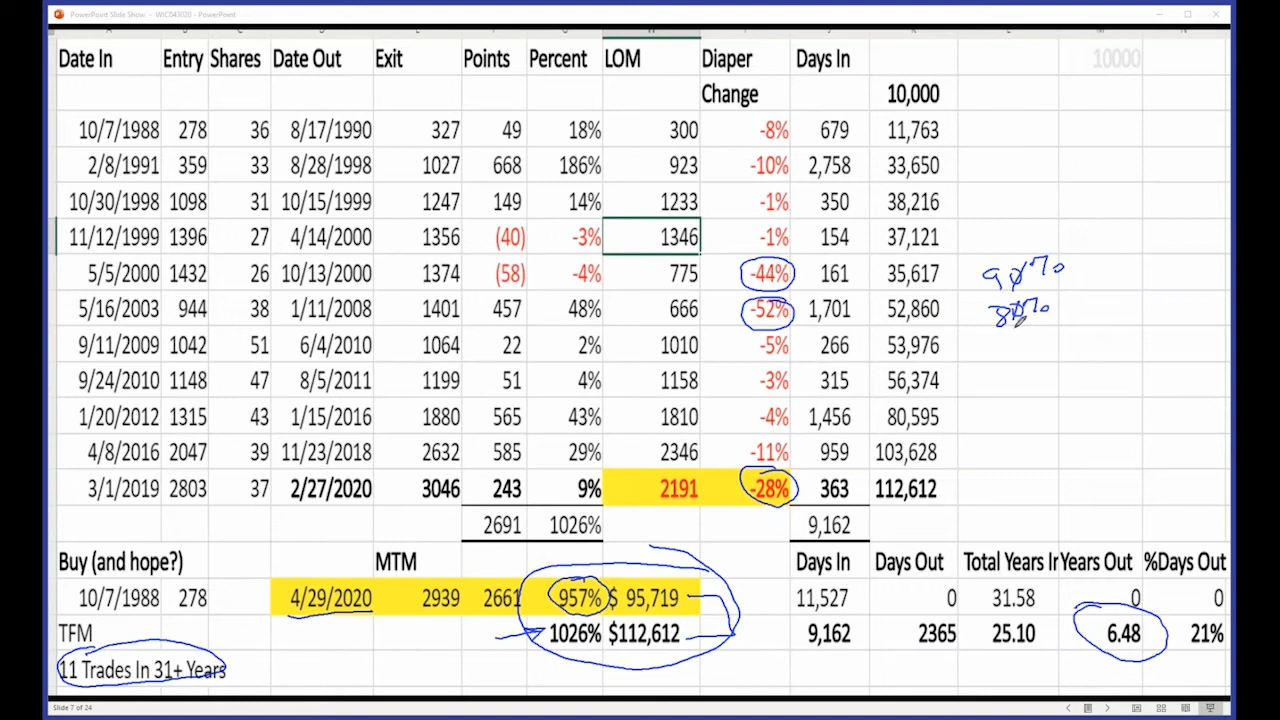 PowerPoint Slide Show - WIC043020 - PowerPoint
Date In Entry Shares Date Out Exit Points Percent LOM Diaper Days In 10000
Change 10,000
10/7/1988 278 36 8/17/1990 327 49 18% 300 -8% 679 11,763
2/8/1991 359 33 8/28/1998 1027 668 186% 923 -10% 2,758 33,650
10/30/1998 1098 31 10/15/1999 1247 149 14% 1233 -1% 350 38,216
11/12/1999 1396 27 4/14/2000 1356 (40) -3% 1346 -1% 154 37,121
5/5/2000 1432 26 10/13/2000 1374 (58) -4% 775 -44% 161 35,617
5/16/2003 944 38 1/11/2008 1401 457 48% 666 -52% 1,701 52,860
9/11/2009 1042 51 6/4/2010 1064 22 2% 1010 -5% 266 53,976
9/24/2010 1148 47 8/5/2011 1199 51 4% 1158 -3% 315 56,374
1/20/2012 1315 43 1/15/2016 1880 565 43% 1810 -4% 1,456 80,595
4/8/2016 2047 39 11/23/2018 2632 585 29% 2346 -11% 959 103,628
3/1/2019 2803 37 2/27/2020 3046 243 9% 2191 -28% 363 112,612
2691 1026% 9,162
Buy (and hope?) MTM Days In Days Out Total Years Ir Years Out %Days Out
10/7/1988 278 4/29/2020 2939 2661 957% $ 95,719 11,527 0 31.58 0 0
TFM 1026% $112,612 9,162 2365 25.10 6.48 21%
11 Trades In 31+ Years
Slide 7 of 24